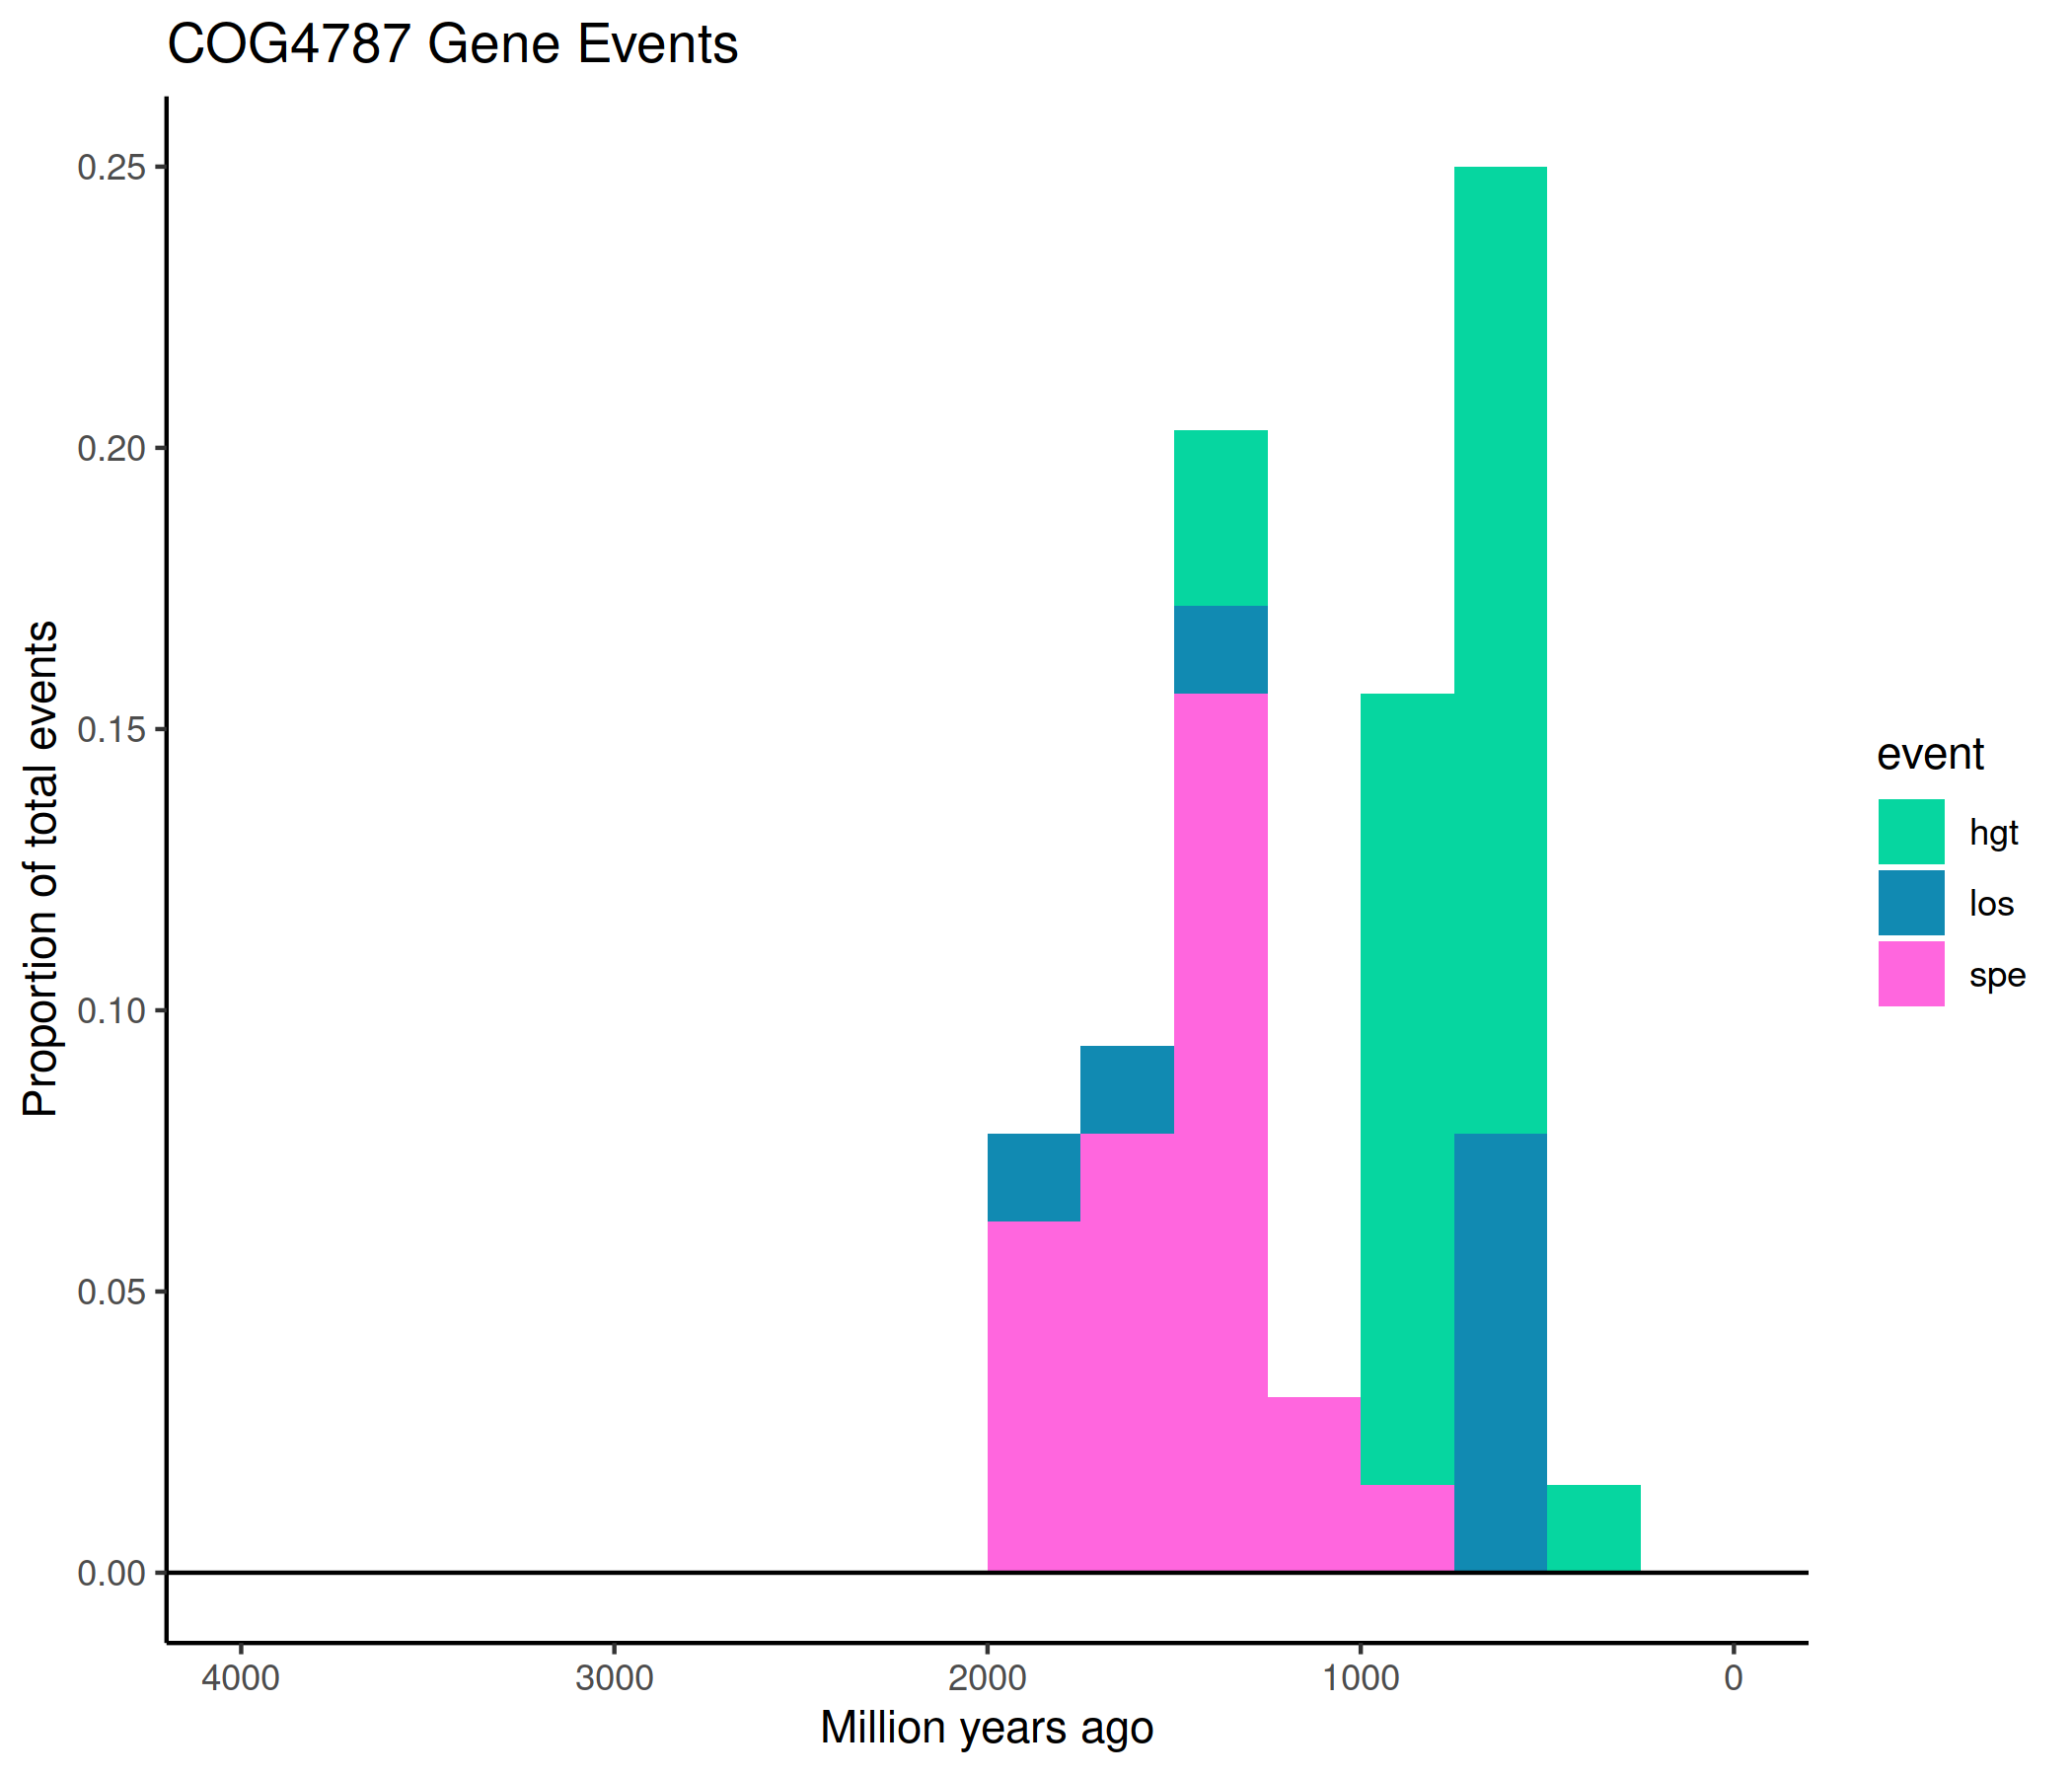 COG4787 Gene Events
Proportion of total events
0.25
0.20
0.15
0.10
0.05
0.00
4000 3000 2000 1000 0
Million years ago
event
hgt
los
spe